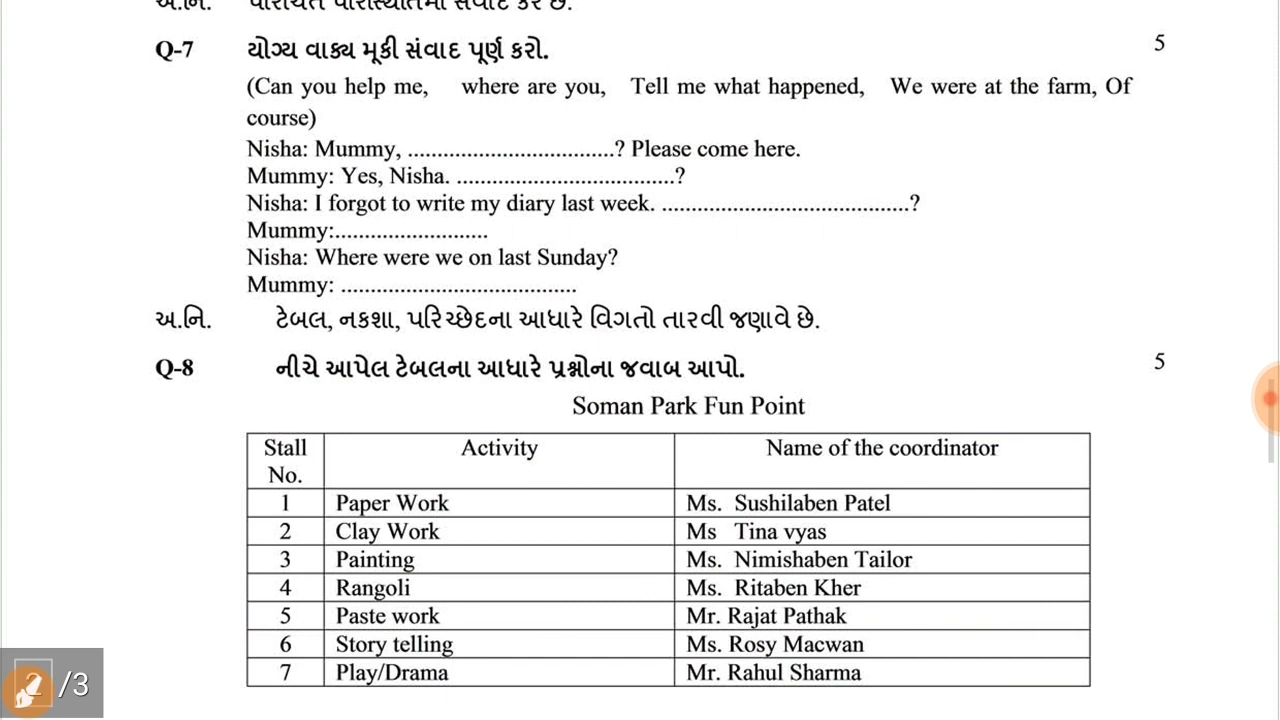 અ.નિ. પરિચિત પરિસ્થિતિમાં સંવાદ કરે છે.
Q-7 યોગ્ય વાક્ય મૂકી સંવાદ પૂર્ણ કરો. 5
(Can you help me, where are you, Tell me what happened, We were at the farm, Of
course)
Nisha: Mummy, ...................................? Please come here.
Mummy: Yes, Nisha. .....................................?
Nisha: I forgot to write my diary last week. ..........................................?
Mummy:..........................
Nisha: Where were we on last Sunday?
Mummy: ........................................
અ.નિ. ટેબલ, નકશા, પરિચ્છેદના આધારે વિગતો તારવી જણાવે છે.
Q-8 નીચે આપેલ ટેબલના આધારે પ્રશ્નોના જવાબ આપો. 5
Soman Park Fun Point
Stall No. Activity Name of the coordinator
1 Paper Work Ms. Sushilaben Patel
2 Clay Work Ms Tina vyas
3 Painting Ms. Nimishaben Tailor
4 Rangoli Ms. Ritaben Kher
5 Paste work Mr. Rajat Pathak
6 Story telling Ms. Rosy Macwan
7 Play/Drama Mr. Rahul Sharma
2 /3